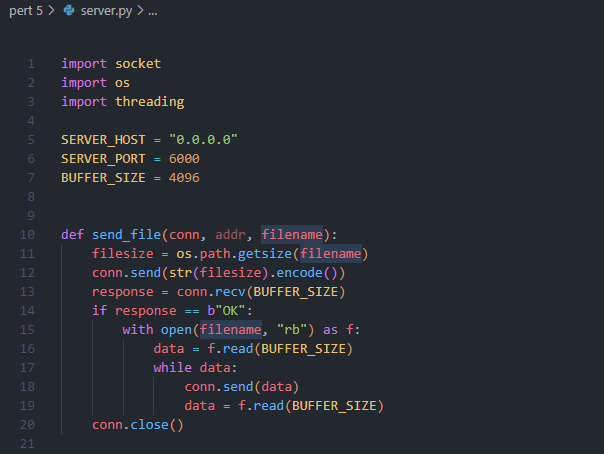 pert 5 > server.py > ...
1 import socket
2 import os
3 import threading
4
5 SERVER_HOST = "0.0.0.0"
6 SERVER_PORT = 6000
7 BUFFER_SIZE = 4096
8
9
10 def send_file(conn, addr, filename):
11     filesize = os.path.getsize(filename)
12     conn.send(str(filesize).encode())
13     response = conn.recv(BUFFER_SIZE)
14     if response == b"OK":
15         with open(filename, "rb") as f:
16             data = f.read(BUFFER_SIZE)
17             while data:
18                 conn.send(data)
19                 data = f.read(BUFFER_SIZE)
20     conn.close()
21